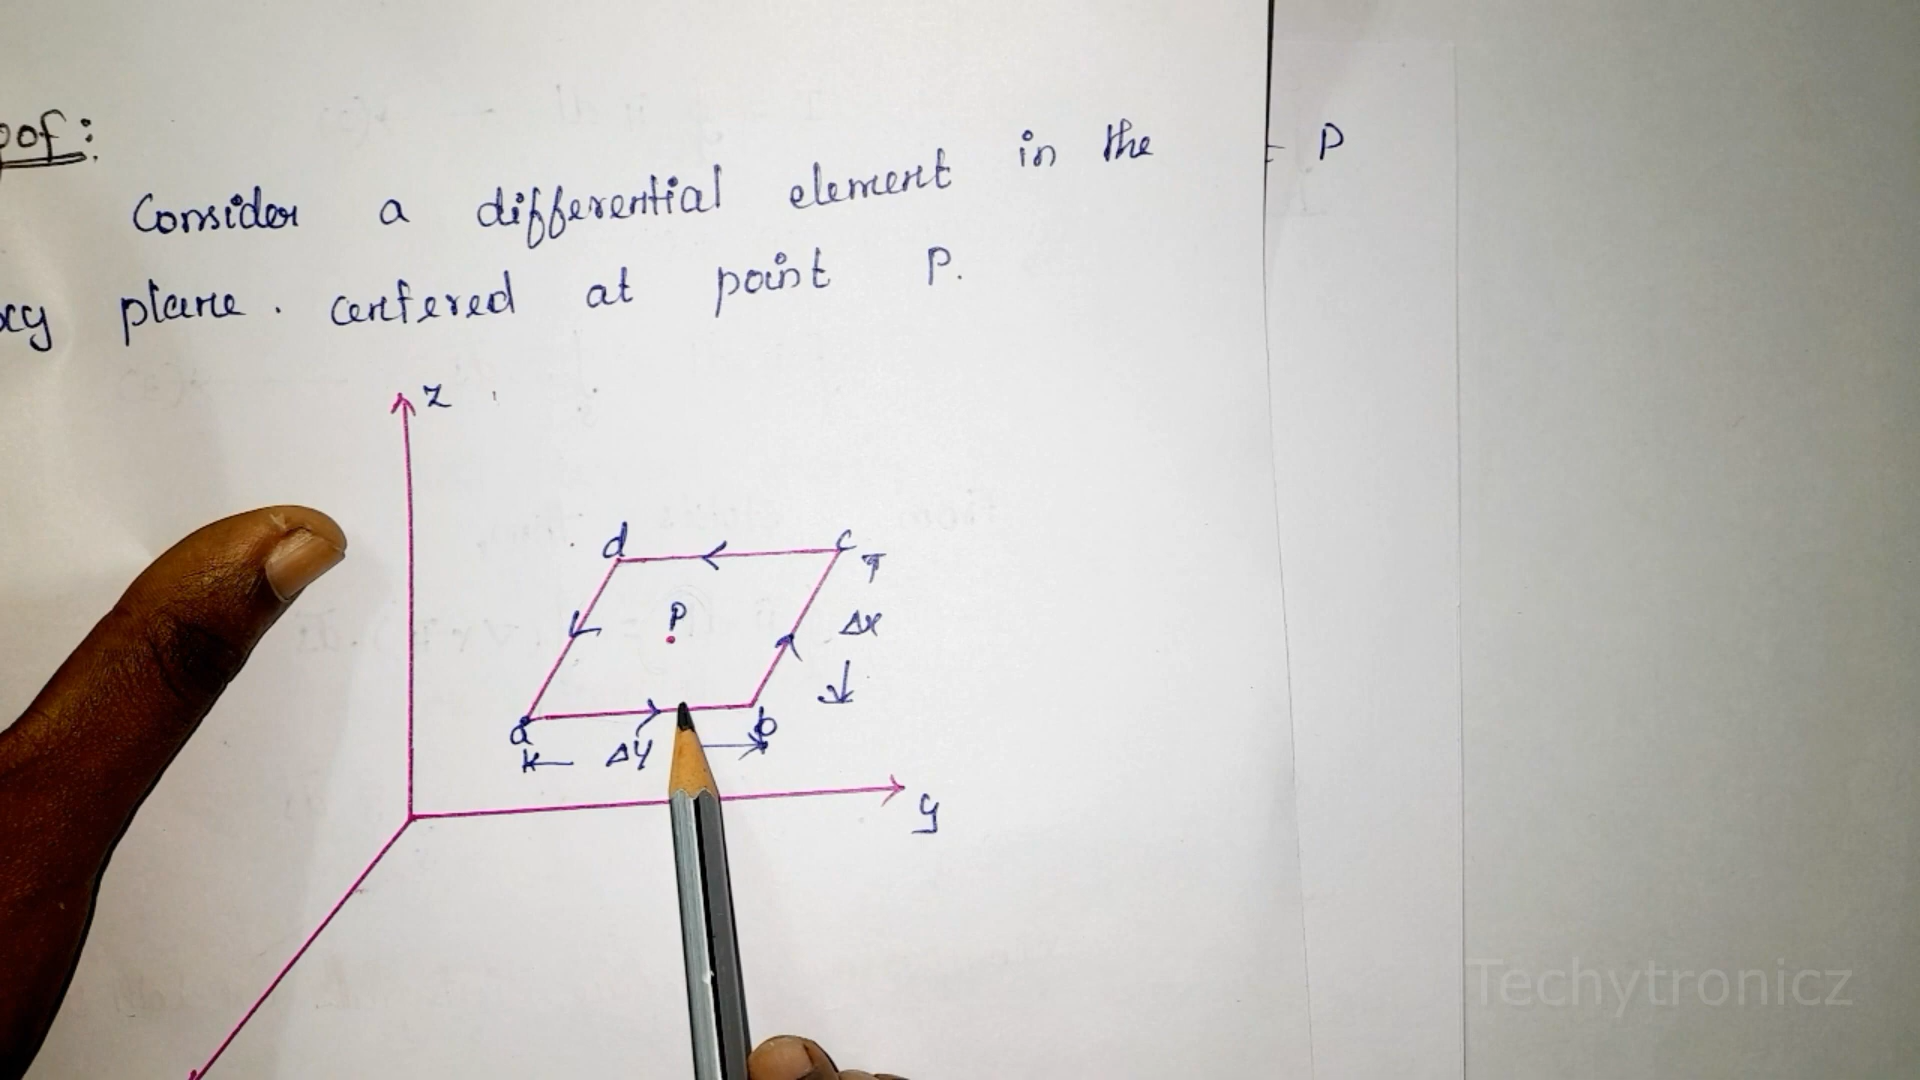 oof:
Consider a differential element in the
xy plane. centered at point P.
P
z
d c
P
Δx
a b
Δy
y
Techytronicz